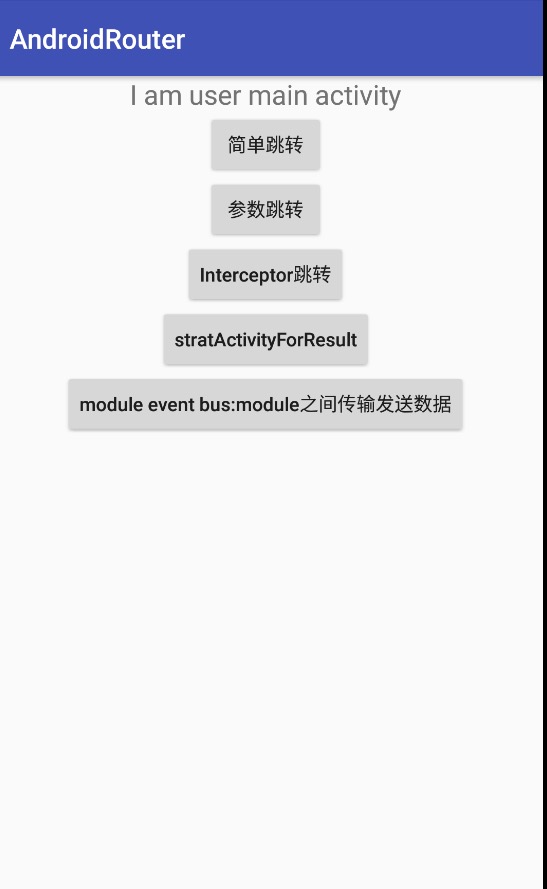 AndroidRouter
I am user main activity
简单跳转
参数跳转
Interceptor跳转
stratActivityForResult
module event bus:module之间传输发送数据